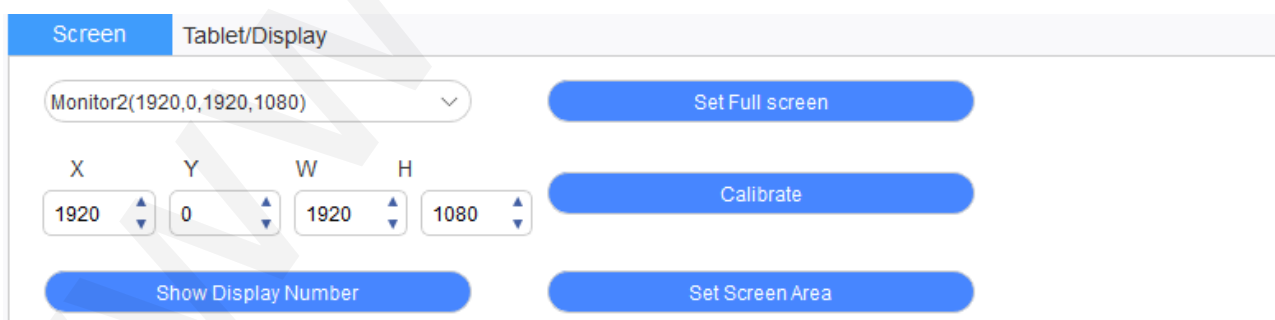 Screen Tablet/Display
Monitor2(1920,0,1920,1080) Set Full screen
X Y W H
Calibrate
1920 0 1920 1080
Show Display Number Set Screen Area